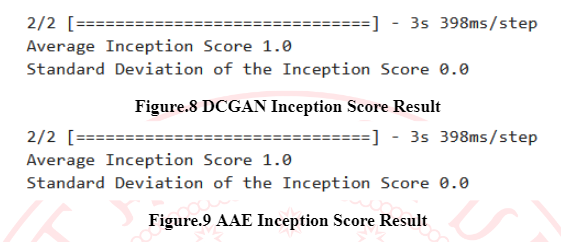 2/2 [==============================] - 3s 398ms/step
Average Inception Score 1.0
Standard Deviation of the Inception Score 0.0
Figure.8 DCGAN Inception Score Result
2/2 [==============================] - 3s 398ms/step
Average Inception Score 1.0
Standard Deviation of the Inception Score 0.0
Figure.9 AAE Inception Score Result